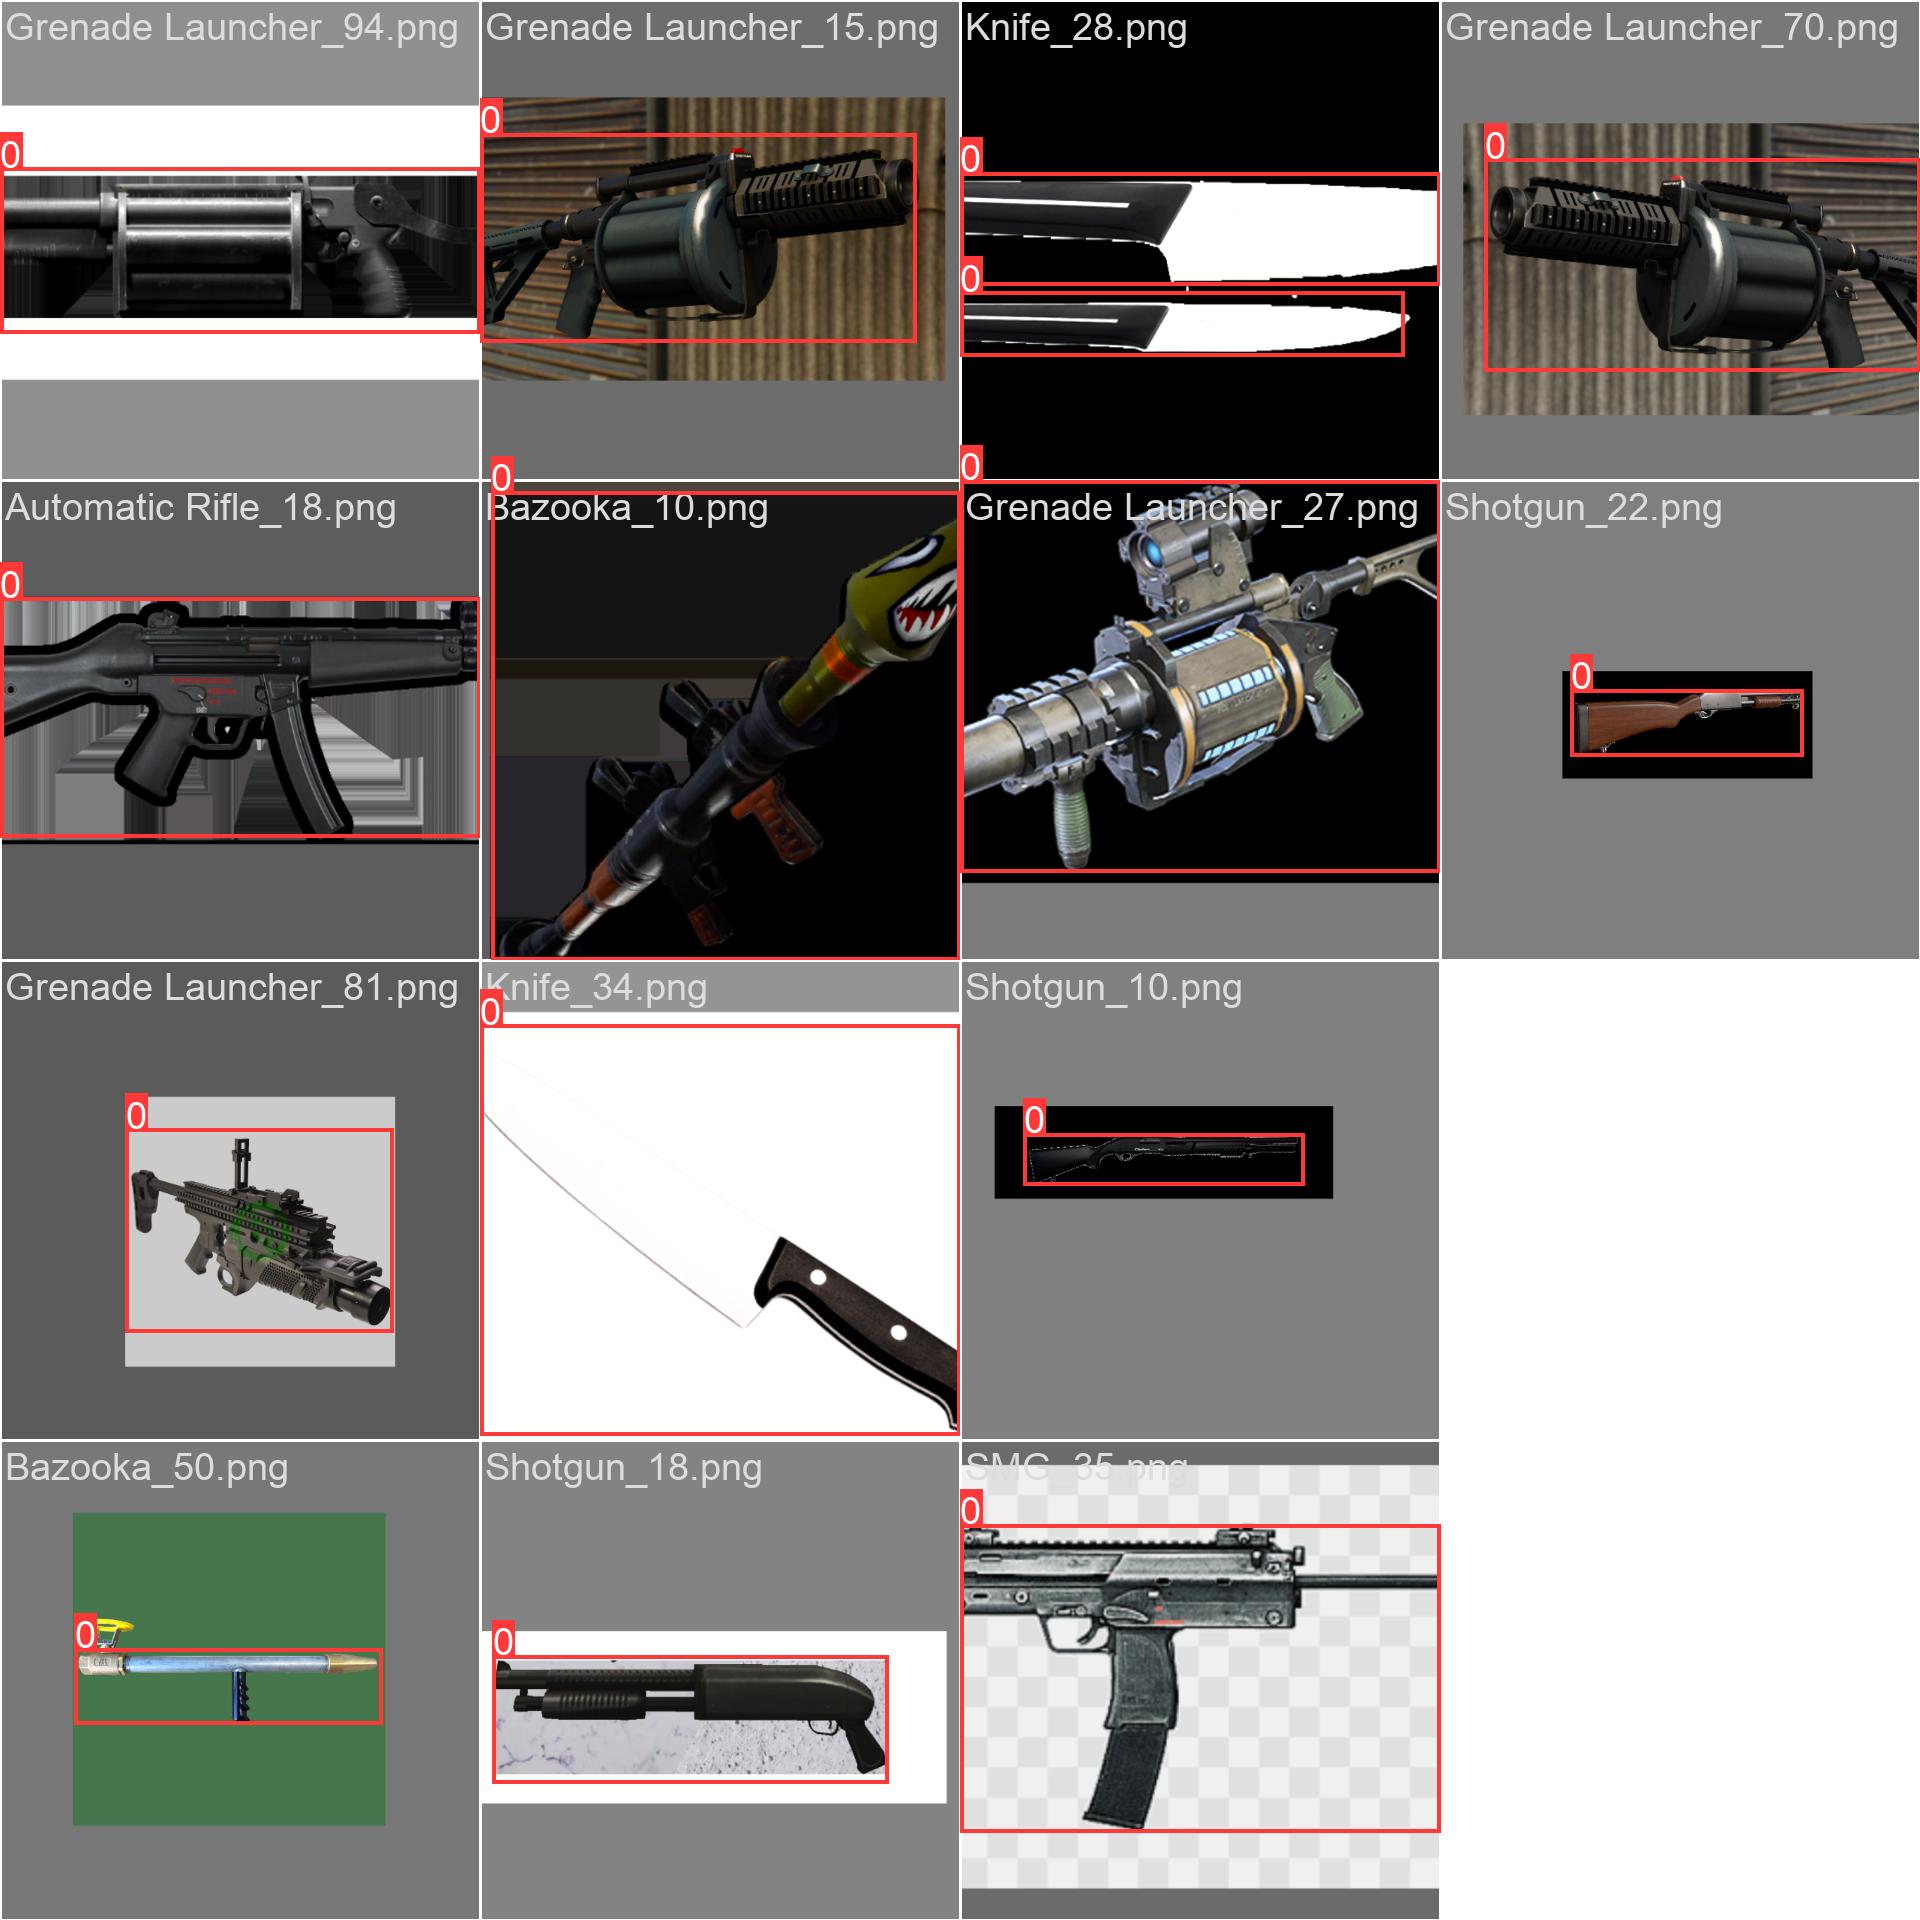 Grenade Launcher_94.png
Grenade Launcher_15.png
Knife_28.png
Grenade Launcher_70.png
0
0
0
0
0
Automatic Rifle_18.png
Bazooka_10.png
Grenade Launcher_27.png
Shotgun_22.png
0
0
0
0
Grenade Launcher_81.png
Knife_34.png
Shotgun_10.png
0
0
0
Bazooka_50.png
Shotgun_18.png
SMG_35.png
0
0
0